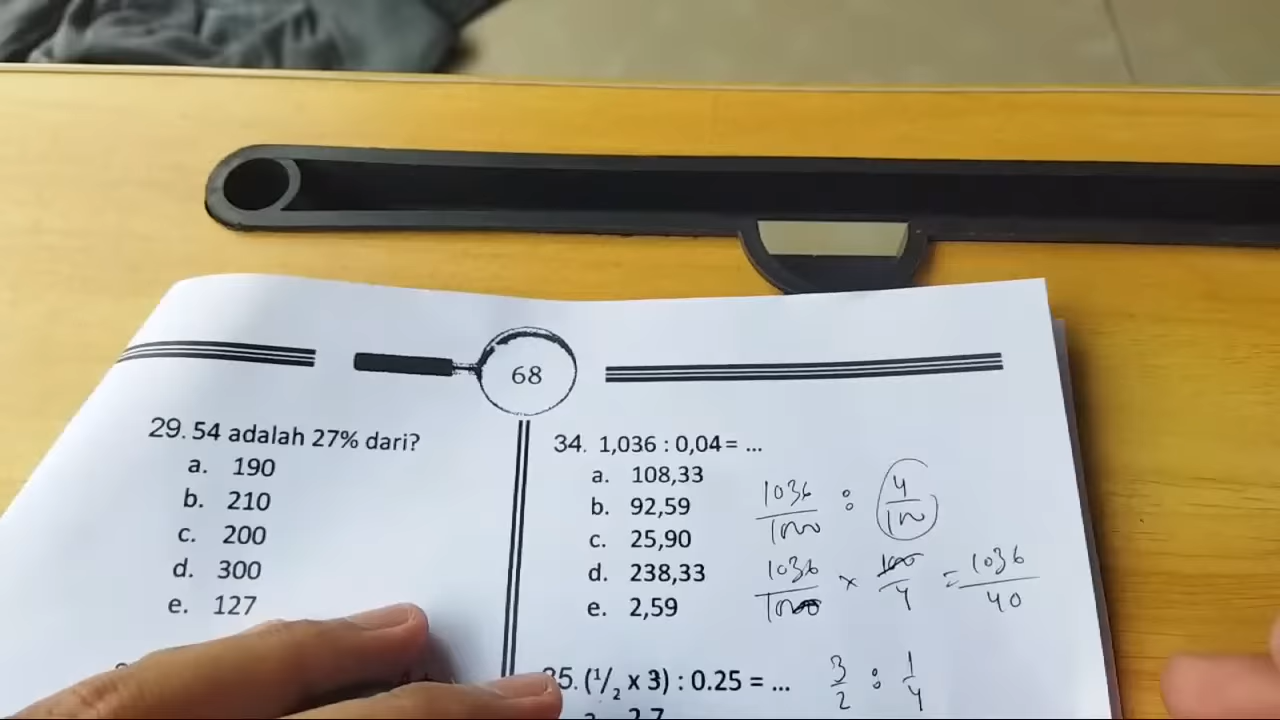 68
29. 54 adalah 27% dari?
a. 190
b. 210
c. 200
d. 300
e. 127
34. 1,036 : 0,04 = ...
a. 108,33
b. 92,59
c. 25,90
d. 238,33
e. 2,59
1036/1000 : 4/100
1036/1000 × 100/4 = 1036/40
35. (1/2 x 3) : 0.25 = ...
3/2 : 1/4